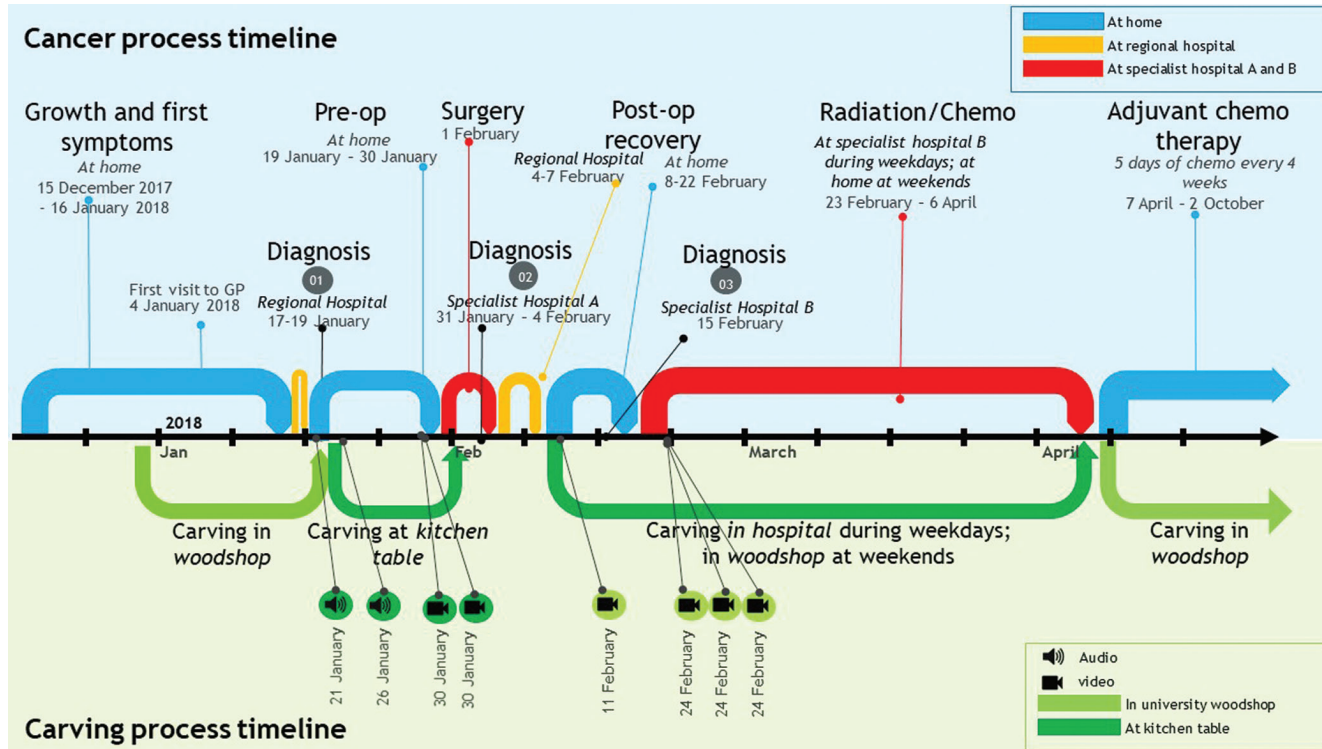 Cancer process timeline
At home
At regional hospital
At specialist hospital A and B
Growth and first
symptoms
At home
15 December 2017
- 16 January 2018
First visit to GP
4 January 2018
Pre-op
At home
19 January - 30 January
Diagnosis
01
Regional Hospital
17-19 January
Surgery
1 February
Diagnosis
02
Specialist Hospital A
31 January - 4 February
Post-op
recovery
Regional Hospital
4-7 February
At home
8-22 February
Diagnosis
03
Specialist Hospital B
15 February
Radiation/Chemo
At specialist hospital B
during weekdays; at
home at weekends
23 February - 6 April
Adjuvant chemo
therapy
5 days of chemo every 4
weeks
7 April - 2 October
2018
Jan
Feb
March
April
Carving in
woodshop
Carving at kitchen
table
Carving in hospital during weekdays;
in woodshop at weekends
Carving in
woodshop
21 January
26 January
30 January
30 January
11 February
24 February
24 February
24 February
Audio
video
In university woodshop
At kitchen table
Carving process timeline